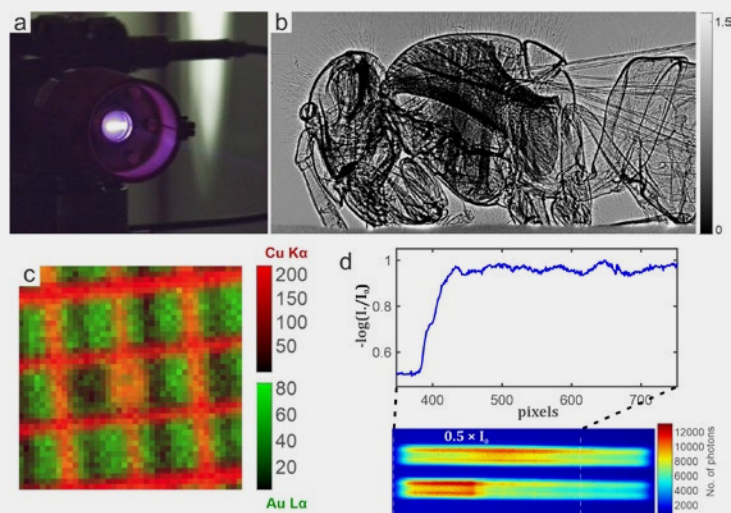 a
b
1.5
0
c
Cu Kα
200
150
100
50
80
60
40
20
Au Lα
d
1
0.8
0.6
-log(I₁/I₀)
400
500
600
700
pixels
0.5 × I₀
12000
10000
8000
6000
4000
2000
No. of photons